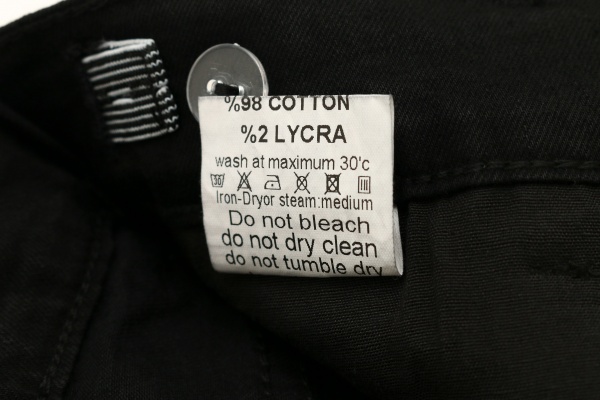 %98 COTTON
%2 LYCRA
wash at maximum 30'c
30
Iron-Dryor steam:medium
Do not bleach
do not dry clean
do not tumble dry